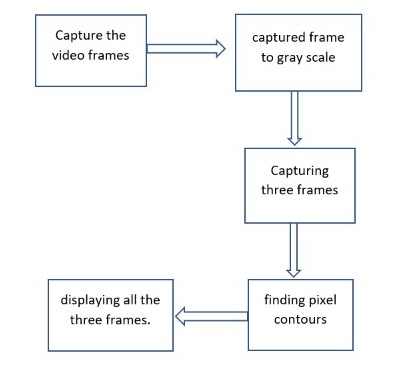 Capture the
video frames
captured frame
to gray scale
Capturing
three frames
finding pixel
contours
displaying all the
three frames.